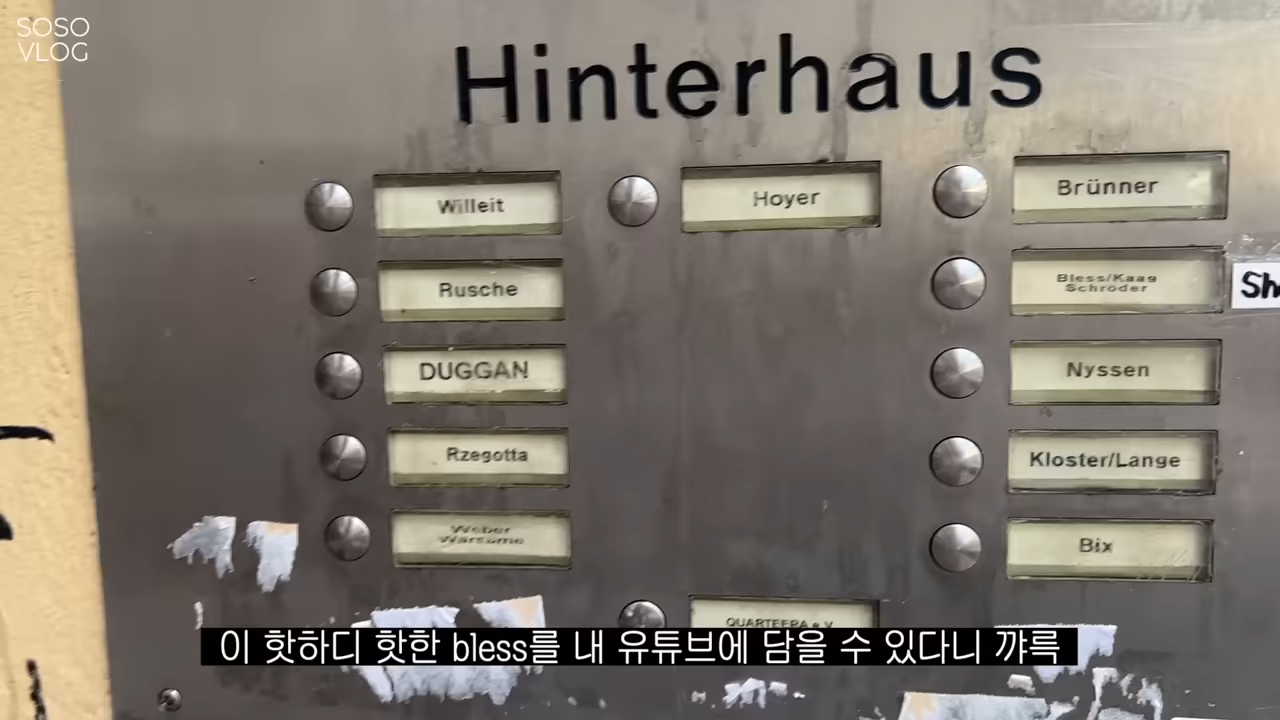 SOSO
VLOG
Hinterhaus
Willeit
Hoyer
Brünner
Rusche
Bless/Kaag
Schröder
DUGGAN
Nyssen
Rzegotta
Kloster/Lange
Weber
Bix
QUARTEERA e.V.
이 핫하디 핫한 bless를 내 유튜브에 담을 수 있다니 꺄륵